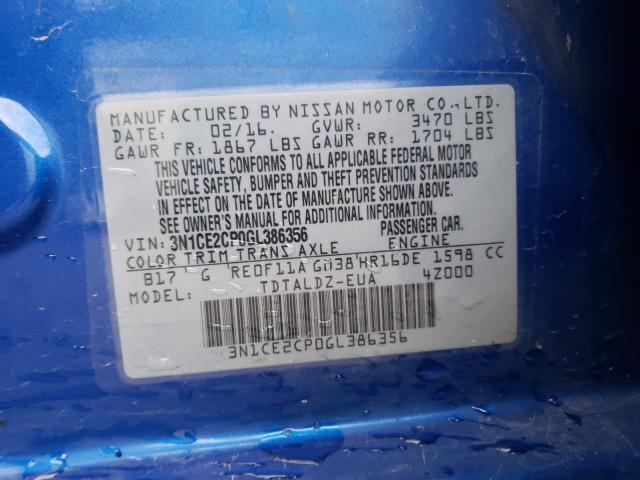 MANUFACTURED BY NISSAN MOTOR CO.,LTD.
DATE: 02/16. GVWR: 3470 LBS
GAWR FR: 1867 LBS GAWR RR: 1704 LBS
THIS VEHICLE CONFORMS TO ALL APPLICABLE FEDERAL MOTOR
VEHICLE SAFETY, BUMPER AND THEFT PREVENTION STANDARDS
IN EFFECT ON THE DATE OF MANUFACTURE SHOWN ABOVE.
SEE OWNER'S MANUAL FOR ADDITIONAL INFORMATION.
VIN: 3N1CE2CP0GL386356 PASSENGER CAR.
COLOR TRIM TRANS AXLE ENGINE
B17 G RE0F11A GM38 HR16DE 1598 CC
MODEL: TDTALDZ-EUA 4Z000
3N1CE2CP0GL386356